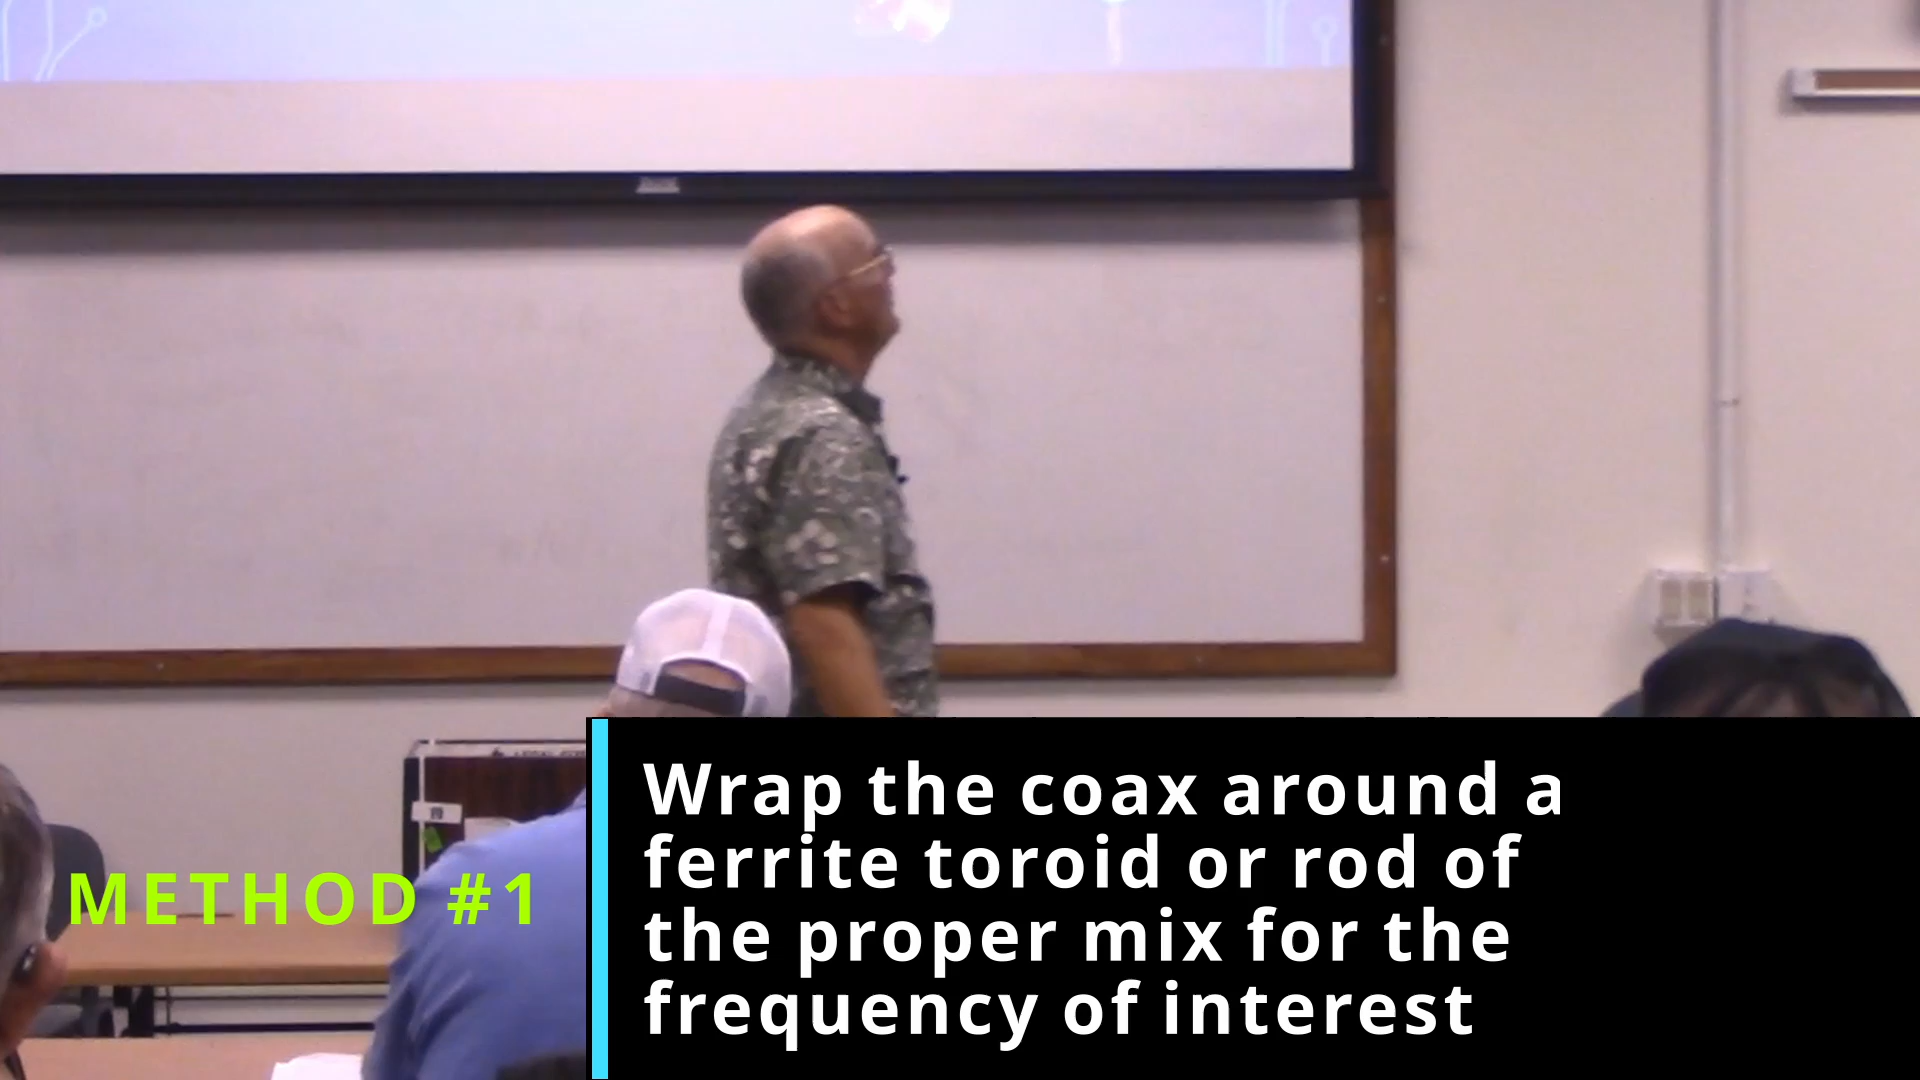 METHOD #1
Wrap the coax around a
ferrite toroid or rod of
the proper mix for the
frequency of interest